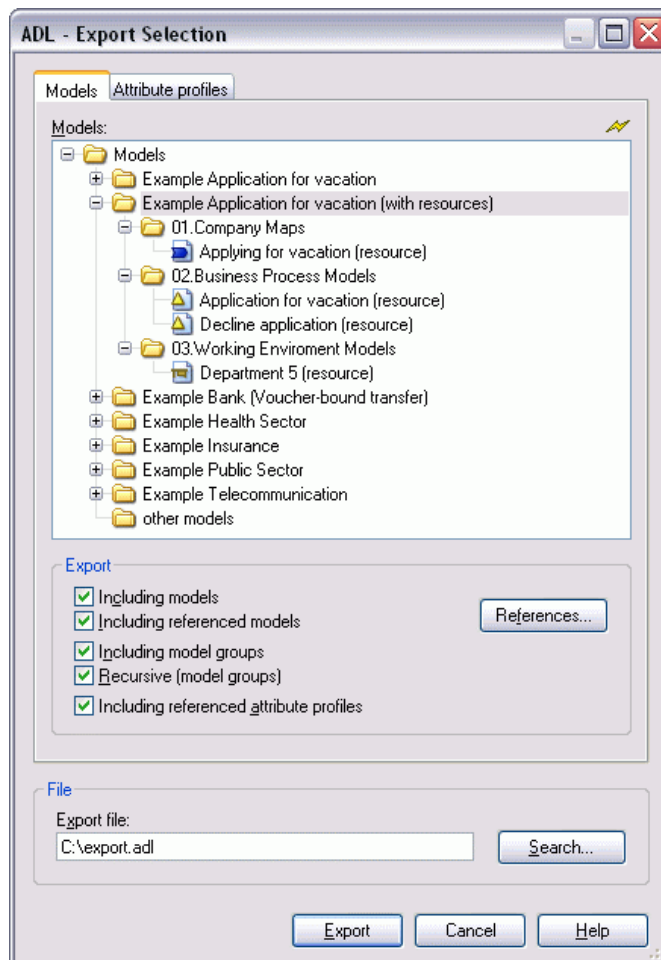 ADL - Export Selection
Models
Attribute profiles
Models:
Models
Example Application for vacation
Example Application for vacation (with resources)
01.Company Maps
Applying for vacation (resource)
02.Business Process Models
Application for vacation (resource)
Decline application (resource)
03.Working Enviroment Models
Department 5 (resource)
Example Bank (Voucher-bound transfer)
Example Health Sector
Example Insurance
Example Public Sector
Example Telecommunication
other models
Export
Including models
Including referenced models
References...
Including model groups
Recursive (model groups)
Including referenced attribute profiles
File
Export file:
C:\export.adl
Search...
Export
Cancel
Help